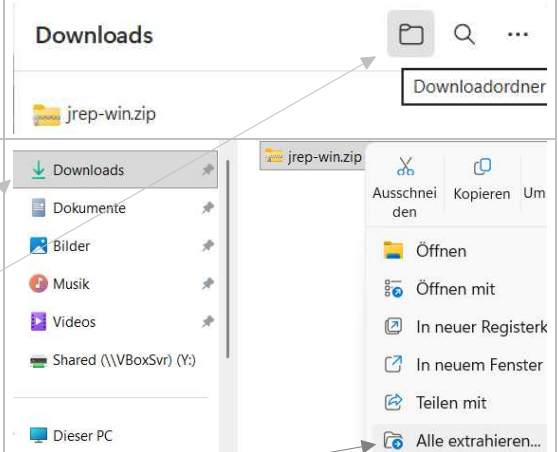 Downloads
Downloadordner
jrep-win.zip
Downloads
Dokumente
Bilder
Musik
Videos
Shared (\\VBoxSvr) (Y:)
Dieser PC
jrep-win.zip
Ausschnei
den
Kopieren
Um
Öffnen
Öffnen mit
In neuer Registerk
In neuem Fenster
Teilen mit
Alle extrahieren...